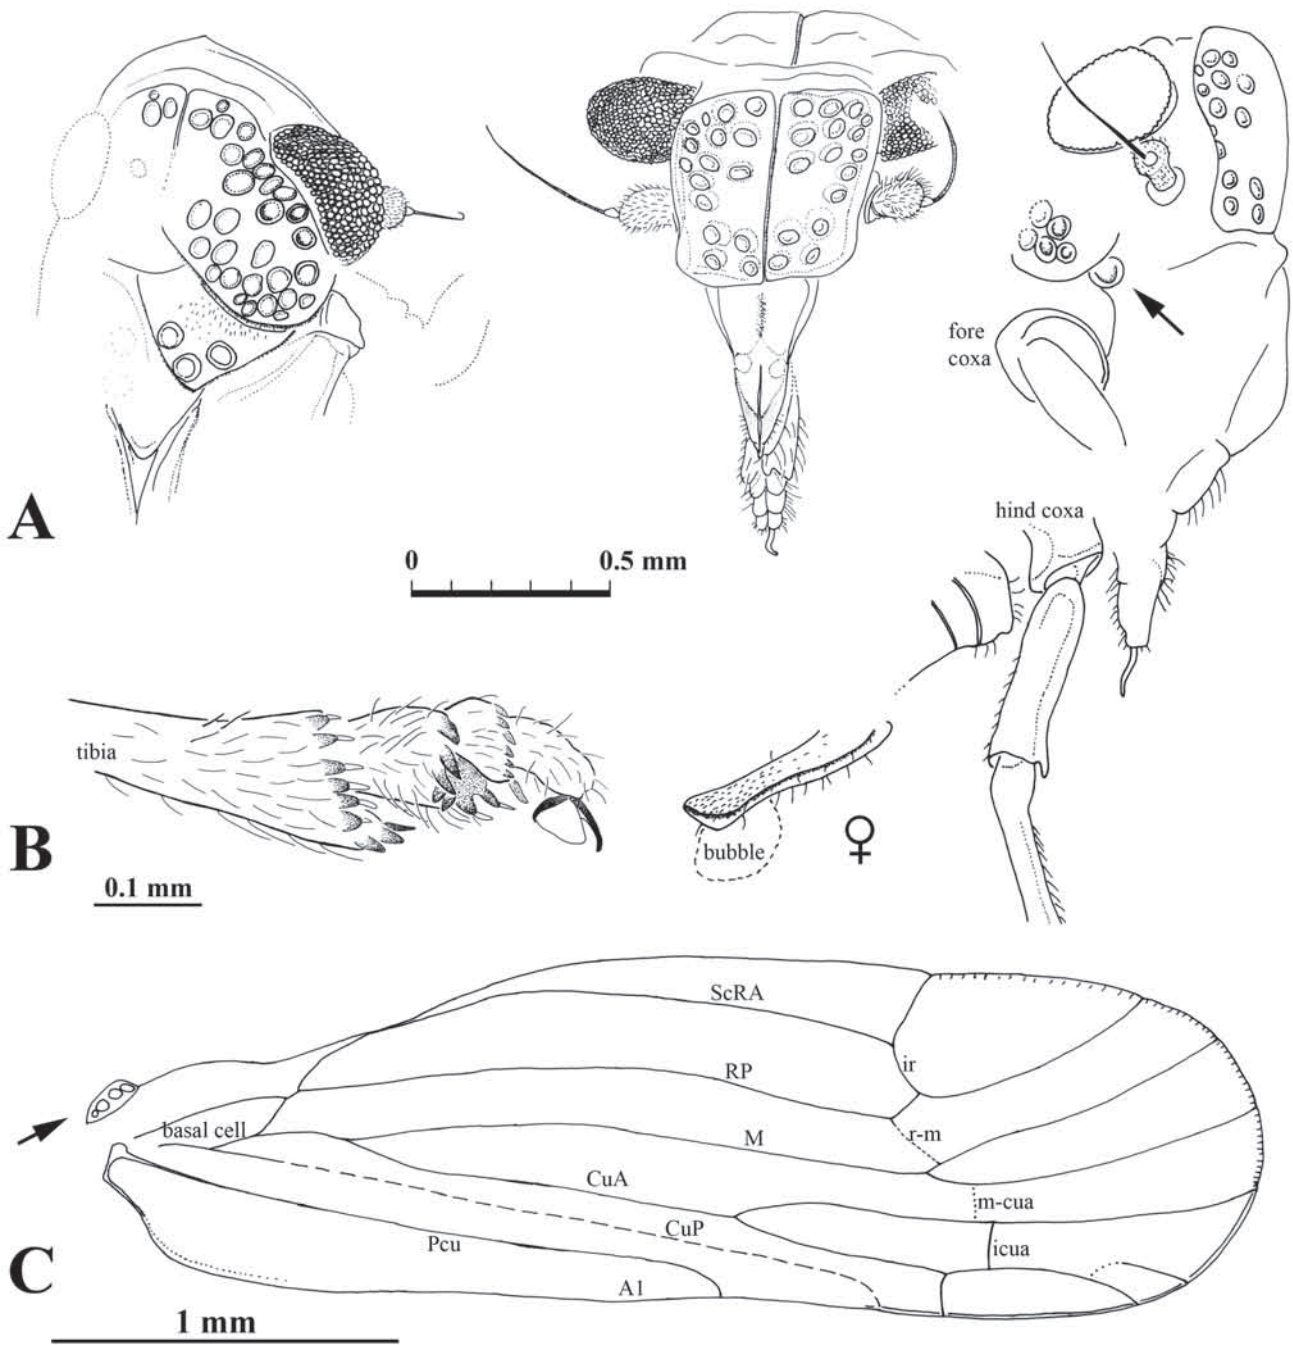 fore
coxa
A
hind coxa
0 0.5 mm
tibia
B
bubble
♀
0.1 mm
ScRA
ir
RP
basal cell
r-m
M
CuA
m-cua
CuP
icua
Pcu
C
A1
1 mm